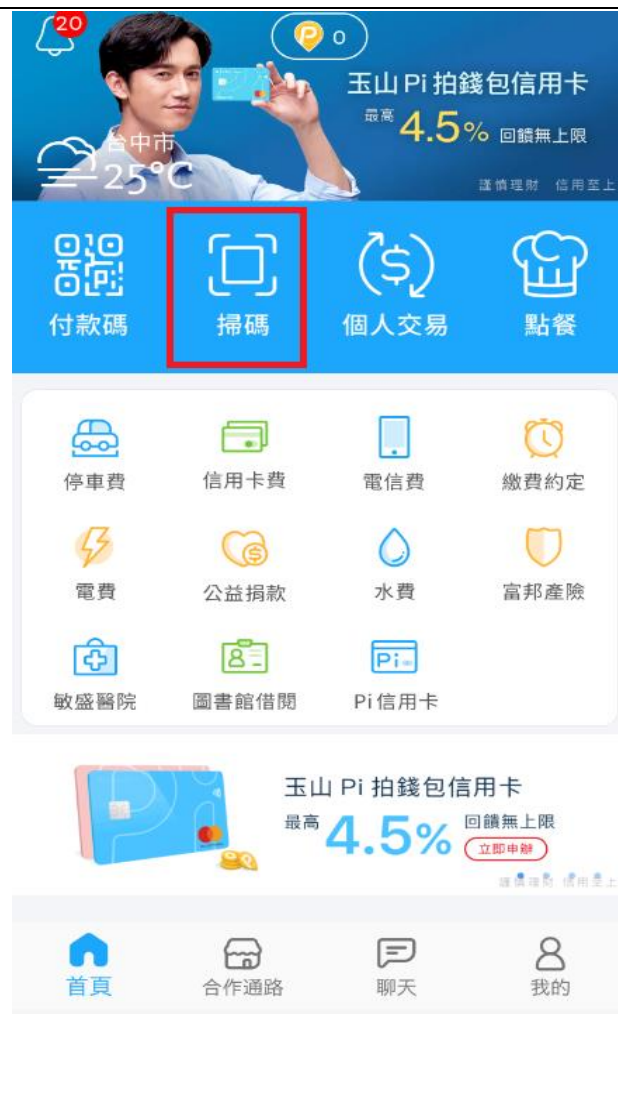 20
P 0
玉山 Pi 拍錢包信用卡
最高 4.5% 回饋無上限
台中市
25°C
謹慎理財 信用至上
付款碼 掃碼 個人交易 點餐
停車費 信用卡費 電信費 繳費約定
電費 公益捐款 水費 富邦產險
Pi
敏盛醫院 圖書館借閱 Pi 信用卡
玉山 Pi 拍錢包信用卡
最高 4.5% 回饋無上限
立即申辦
謹慎理財 信用至上
首頁 合作通路 聊天 我的